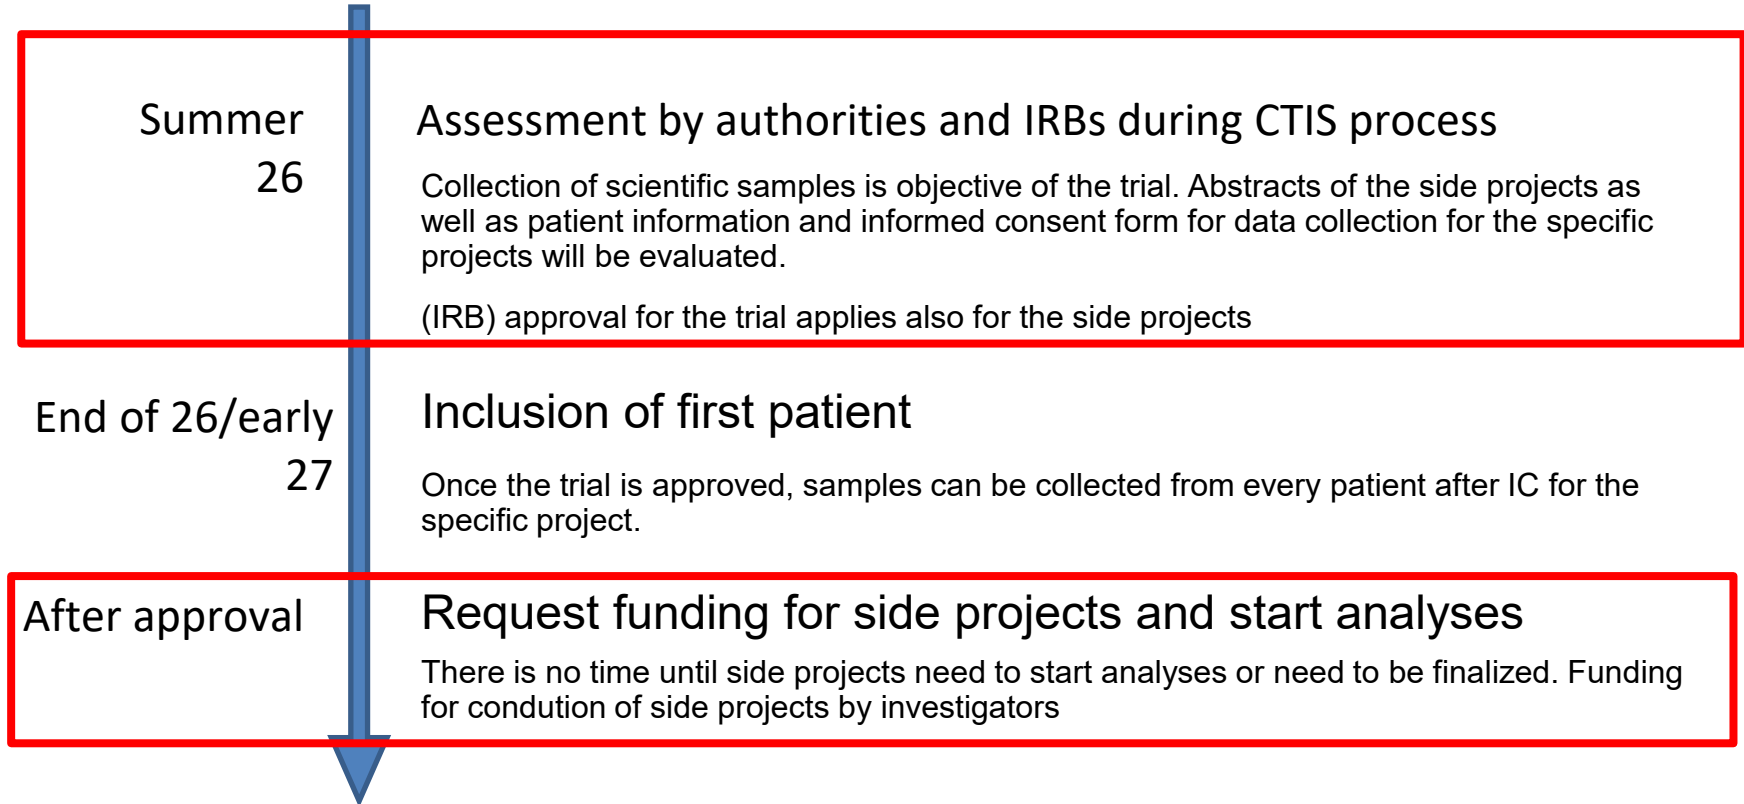 Summer
26
Assessment by authorities and IRBs during CTIS process
Collection of scientific samples is objective of the trial. Abstracts of the side projects as
well as patient information and informed consent form for data collection for the specific
projects will be evaluated.
(IRB) approval for the trial applies also for the side projects
End of 26/early
27
Inclusion of first patient
Once the trial is approved, samples can be collected from every patient after IC for the
specific project.
After approval
Request funding for side projects and start analyses
There is no time until side projects need to start analyses or need to be finalized. Funding
for condution of side projects by investigators